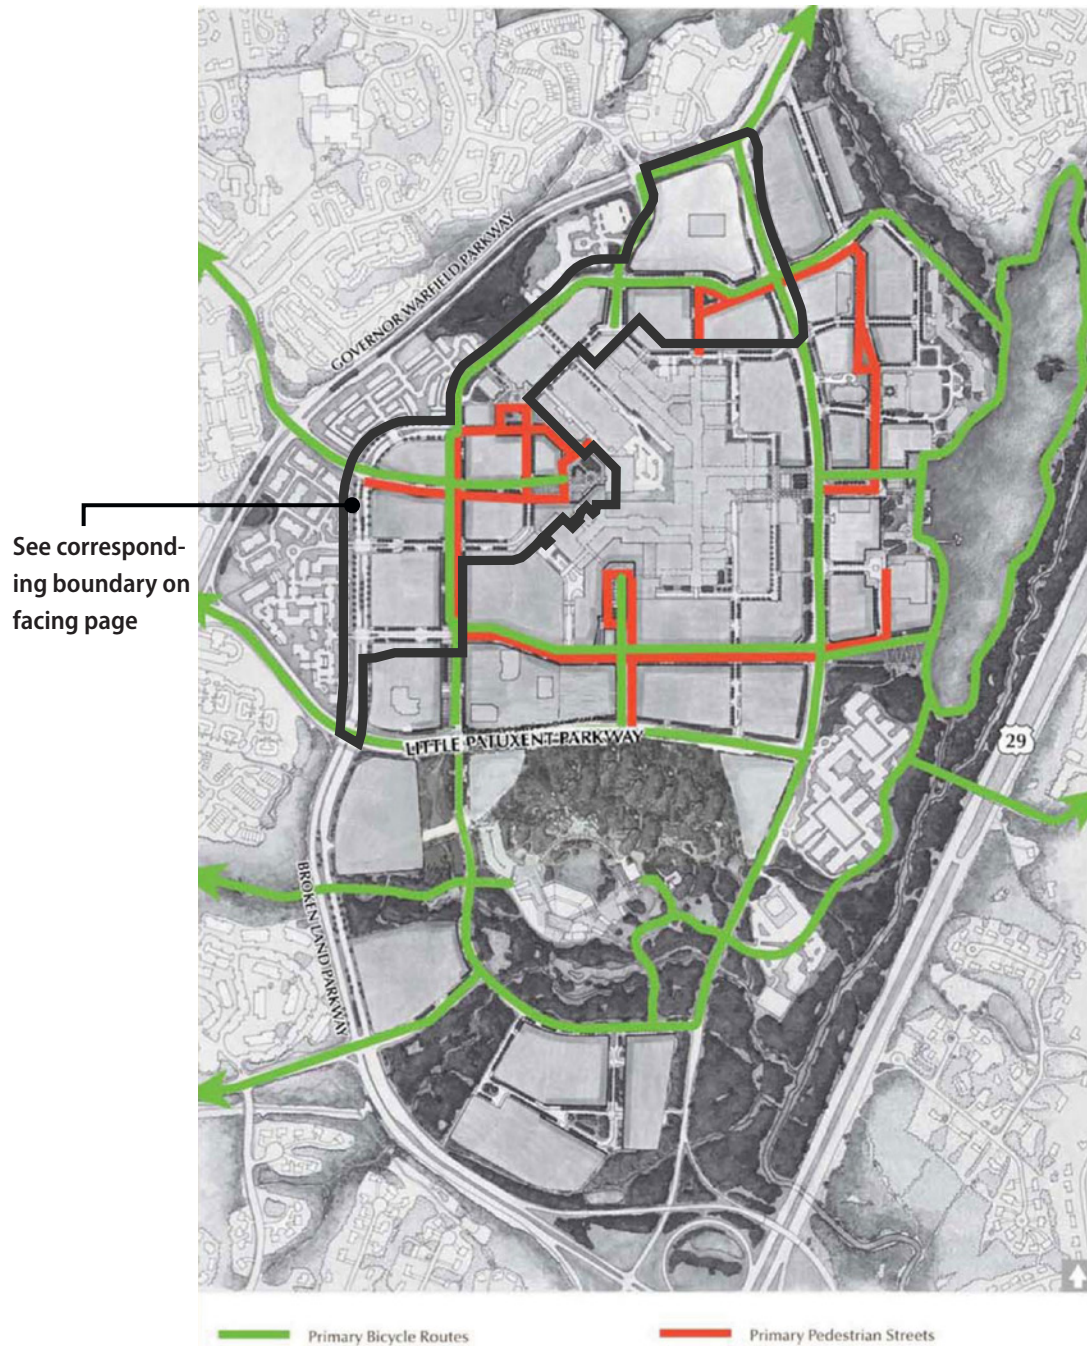 GOVERNOR WARFIELD PARKWAY
See correspond-
ing boundary on
facing page
LITTLE PATUXENT PARKWAY
29
BROKEN LAND PARKWAY
Primary Bicycle Routes
Primary Pedestrian Streets